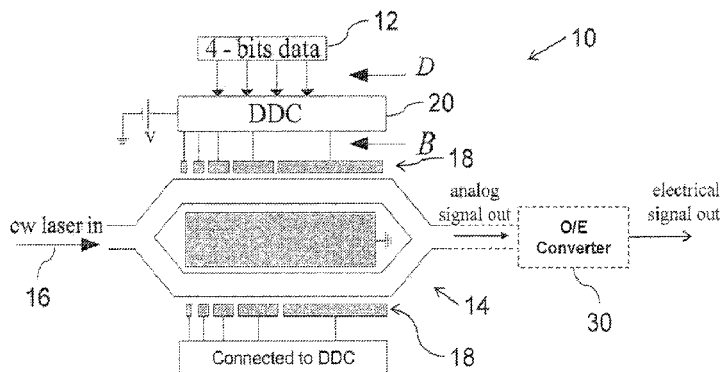 12
4 - bits data
10
D
DDC
20
V
B
18
cw laser in
16
analog
signal out
O/E
Converter
electrical
signal out
30
14
18
Connected to DDC